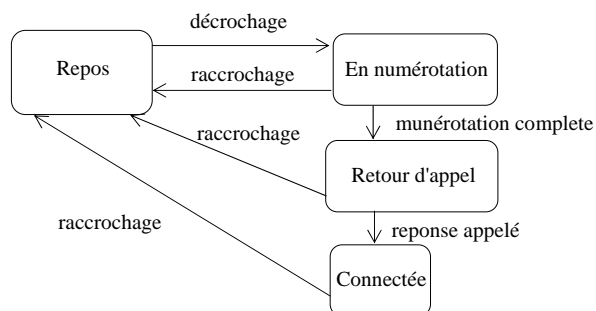 décrochage
Repos
En numérotation
raccrochage
munérotation complete
raccrochage
Retour d'appel
raccrochage
reponse appelé
Connectée